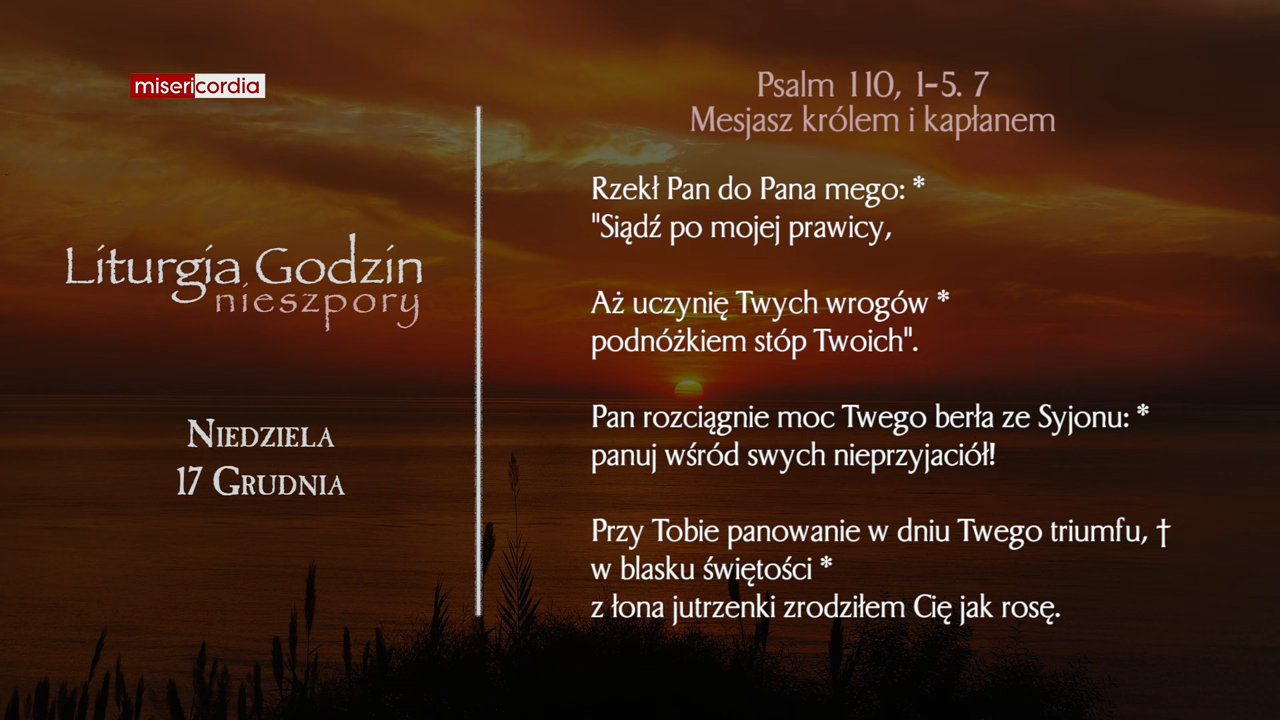 misericordia
Liturgia Godzin
nieszpory
Niedziela
17 Grudnia
Psalm 110, 1-5. 7
Mesjasz królem i kapłanem
Rzekł Pan do Pana mego: *
"Siądź po mojej prawicy,
Aż uczynię Twych wrogów *
podnóżkiem stóp Twoich".
Pan rozciągnie moc Twego berła ze Syjonu: *
panuj wśród swych nieprzyjaciół!
Przy Tobie panowanie w dniu Twego triumfu, †
w blasku świętości *
z łona jutrzenki zrodziłem Cię jak rosę.